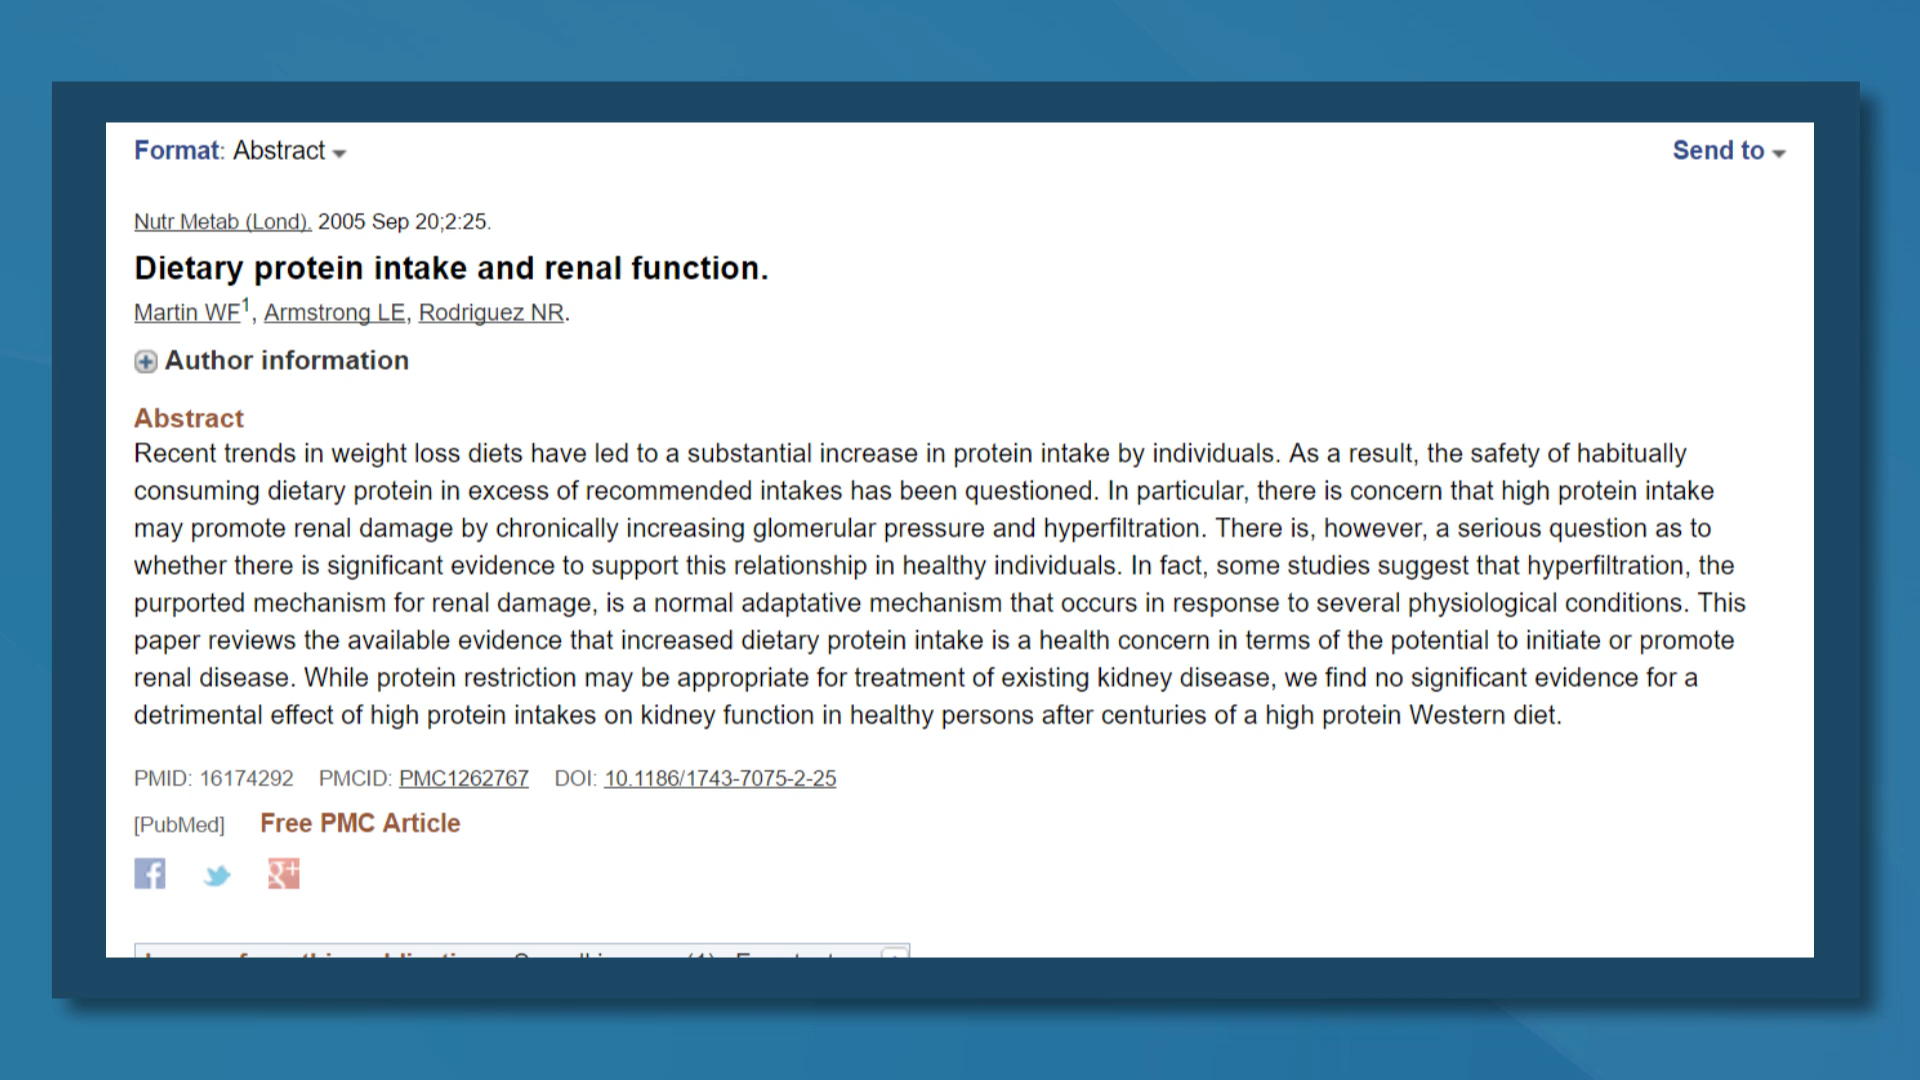 Format: Abstract
Send to
Nutr Metab (Lond). 2005 Sep 20;2:25.
Dietary protein intake and renal function.
Martin WF1, Armstrong LE, Rodriguez NR.
Author information
Abstract
Recent trends in weight loss diets have led to a substantial increase in protein intake by individuals. As a result, the safety of habitually
consuming dietary protein in excess of recommended intakes has been questioned. In particular, there is concern that high protein intake
may promote renal damage by chronically increasing glomerular pressure and hyperfiltration. There is, however, a serious question as to
whether there is significant evidence to support this relationship in healthy individuals. In fact, some studies suggest that hyperfiltration, the
purported mechanism for renal damage, is a normal adaptative mechanism that occurs in response to several physiological conditions. This
paper reviews the available evidence that increased dietary protein intake is a health concern in terms of the potential to initiate or promote
renal disease. While protein restriction may be appropriate for treatment of existing kidney disease, we find no significant evidence for a
detrimental effect of high protein intakes on kidney function in healthy persons after centuries of a high protein Western diet.
PMID: 16174292 PMCID: PMC1262767 DOI: 10.1186/1743-7075-2-25
[PubMed] Free PMC Article